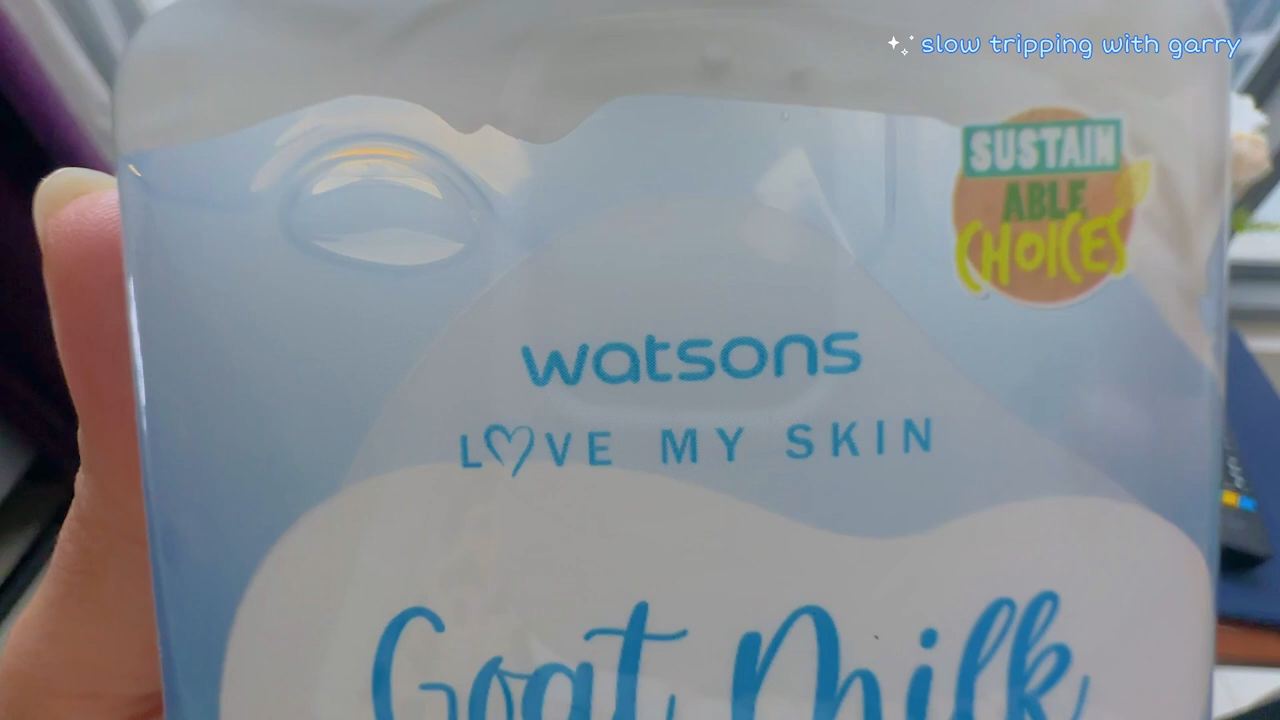 slow tripping with garry
SUSTAIN
ABLE
CHOICES
watsons
LOVE MY SKIN
Goat Milk